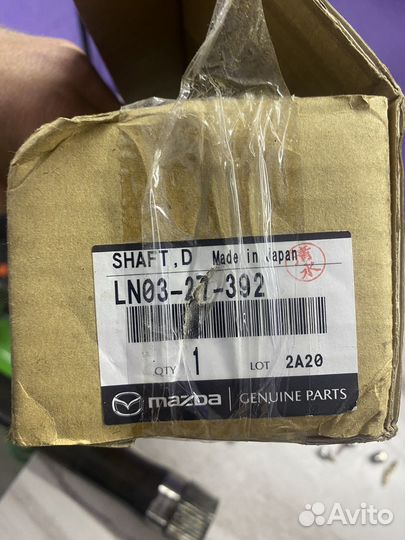 SHAFT,D Made in Japan
LN03-27-392
QTY 1 LOT 2A20
mazda GENUINE PARTS
Avito